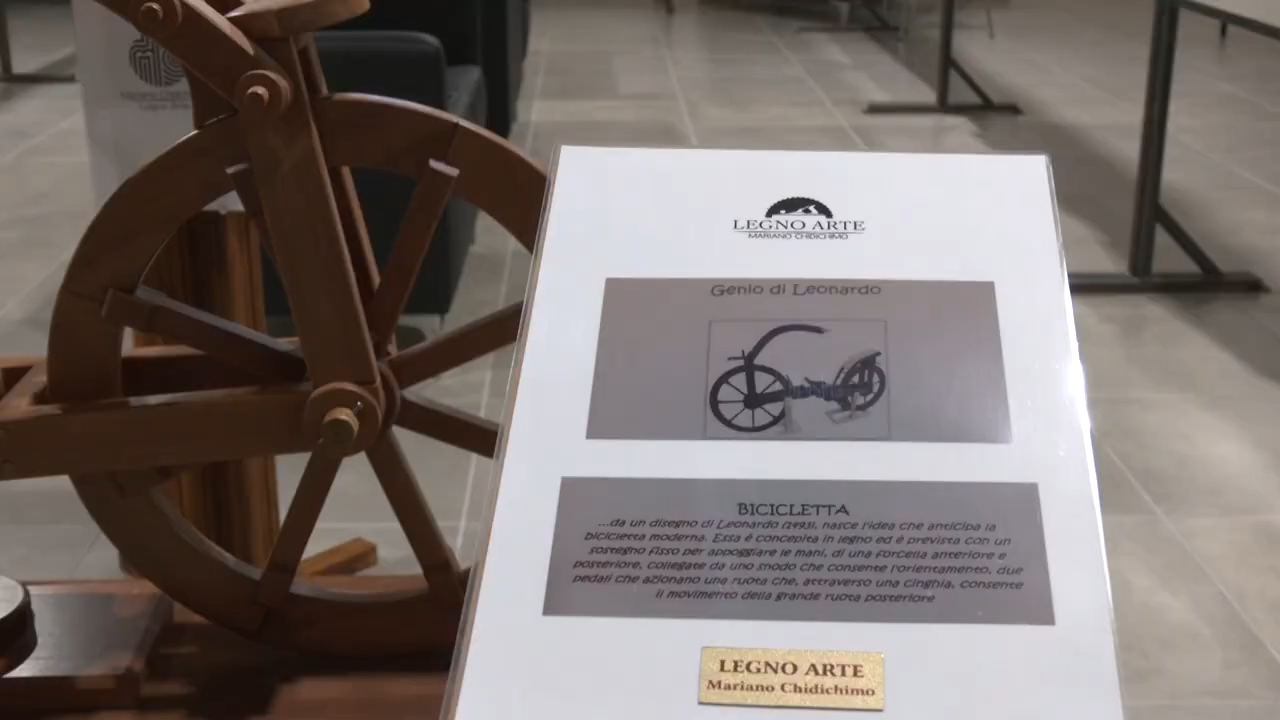 LEGNO ARTE
MARIANO CHIDICHIMO
Genio di Leonardo
BICICLETTA
...da un disegno di Leonardo (1493), nasce l'idea che anticipa la
bicicletta moderna. Essa é concepita in legno ed é prevista con un
sostegno fisso per appoggiare le mani, di una forcella anteriore e
posteriore, collegate da uno snodo che consente l'orientamento, due
pedali che azionano una ruota che, attraverso una cinghia, consente
il movimento della grande ruota posteriore
LEGNO ARTE
Mariano Chidichimo